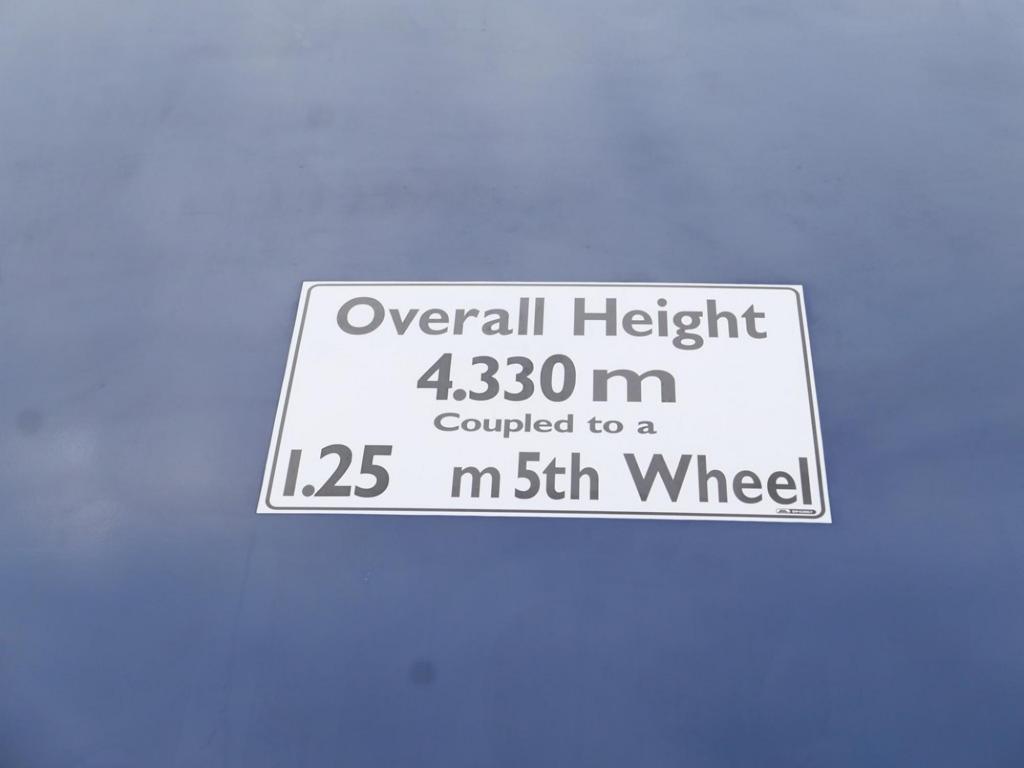 Overall Height
4.330 m
Coupled to a
1.25 m 5th Wheel